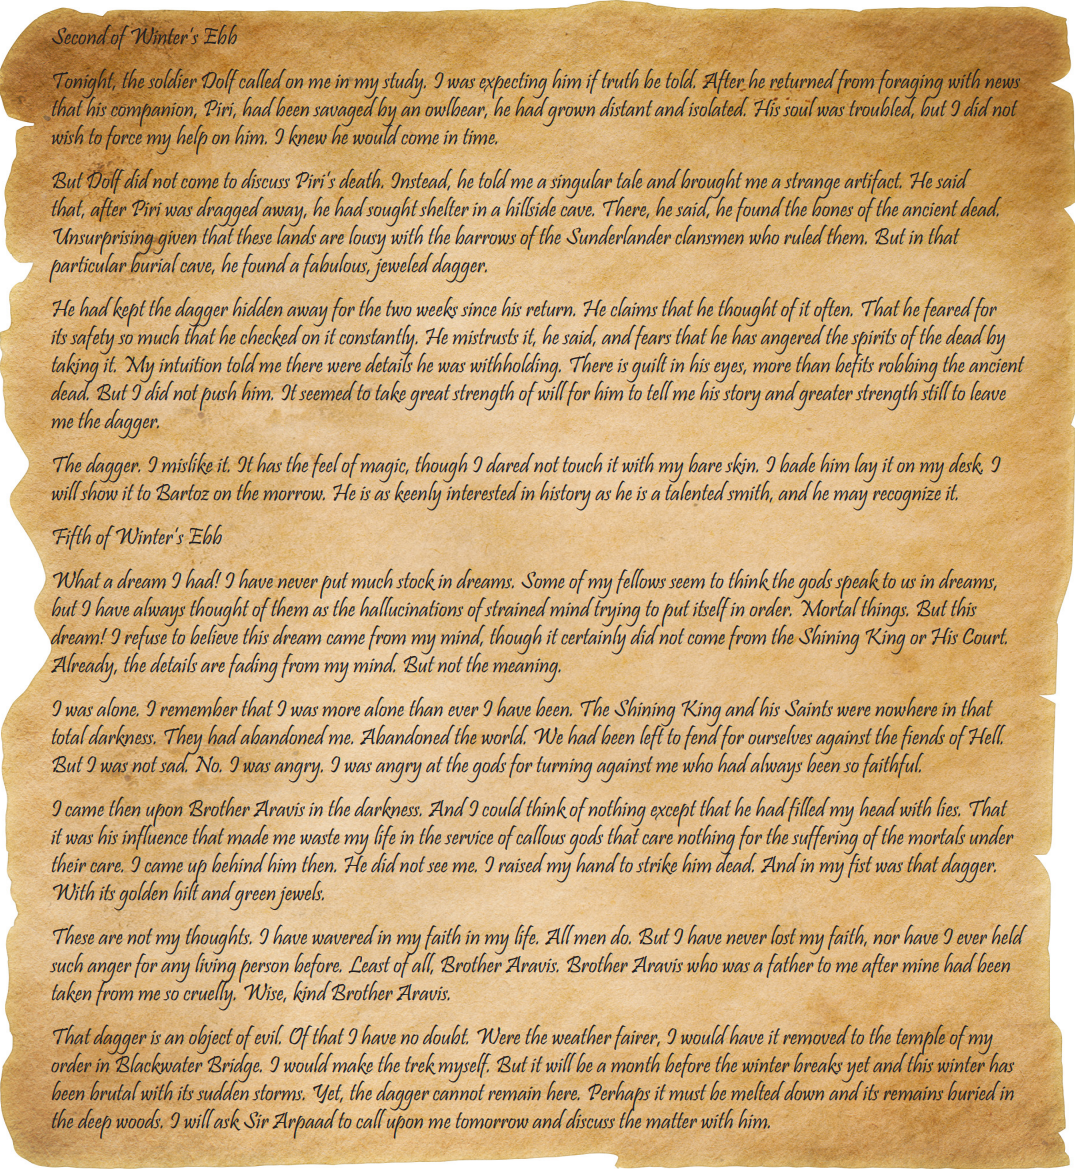 Second of Winter's Ebb
Tonight, the soldier Dolf called on me in my study. I was expecting him if truth be told. After he returned from foraging with news
that his companion, Piri, had been savaged by an owlbear, he had grown distant and isolated. His soul was troubled, but I did not
wish to force my help on him. I knew he would come in time.
But Dolf did not come to discuss Piri's death. Instead, he told me a singular tale and brought me a strange artifact. He said
that, after Piri was dragged away, he had sought shelter in a hillside cave. There, he said, he found the bones of the ancient dead.
Unsurprising given that these lands are lousy with the barrows of the Sunderlander clansmen who ruled them. But in that
particular burial cave, he found a fabulous, jeweled dagger.
He had kept the dagger hidden away for the two weeks since his return. He claims that he thought of it often. That he feared for
its safety so much that he checked on it constantly. He mistrusts it, he said, and fears that he has angered the spirits of the dead by
taking it. My intuition told me there were details he was withholding. There is guilt in his eyes, more than befits robbing the ancient
dead. But I did not push him. It seemed to take great strength of will for him to tell me his story and greater strength still to leave
me the dagger.
The dagger. I mislike it. It has the feel of magic, though I dared not touch it with my bare skin. I bade him lay it on my desk. I
will show it to Bartoz on the morrow. He is as keenly interested in history as he is a talented smith, and he may recognize it.
Fifth of Winter's Ebb
What a dream I had! I have never put much stock in dreams. Some of my fellows seem to think the gods speak to us in dreams,
but I have always thought of them as the hallucinations of strained mind trying to put itself in order. Mortal things. But this
dream! I refuse to believe this dream came from my mind, though it certainly did not come from the Shining King or His Court.
Already, the details are fading from my mind. But not the meaning.
I was alone. I remember that I was more alone than ever I have been. The Shining King and his Saints were nowhere in that
total darkness. They had abandoned me. Abandoned the world. We had been left to fend for ourselves against the fiends of Hell.
But I was not sad. No. I was angry. I was angry at the gods for turning against me who had always been so faithful.
I came then upon Brother Aravis in the darkness. And I could think of nothing except that he had filled my head with lies. That
it was his influence that made me waste my life in the service of callous gods that care nothing for the suffering of the mortals under
their care. I came up behind him then. He did not see me. I raised my hand to strike him dead. And in my fist was that dagger.
With its golden hilt and green jewels.
These are not my thoughts. I have wavered in my faith in my life. All men do. But I have never lost my faith, nor have I ever held
such anger for any living person before. Least of all, Brother Aravis. Brother Aravis who was a father to me after mine had been
taken from me so cruelly. Wise, kind Brother Aravis.
That dagger is an object of evil. Of that I have no doubt. Were the weather fairer, I would have it removed to the temple of my
order in Blackwater Bridge. I would make the trek myself. But it will be a month before the winter breaks yet and this winter has
been brutal with its sudden storms. Yet, the dagger cannot remain here. Perhaps it must be melted down and its remains buried in
the deep woods. I will ask Sir Arpaad to call upon me tomorrow and discuss the matter with him.